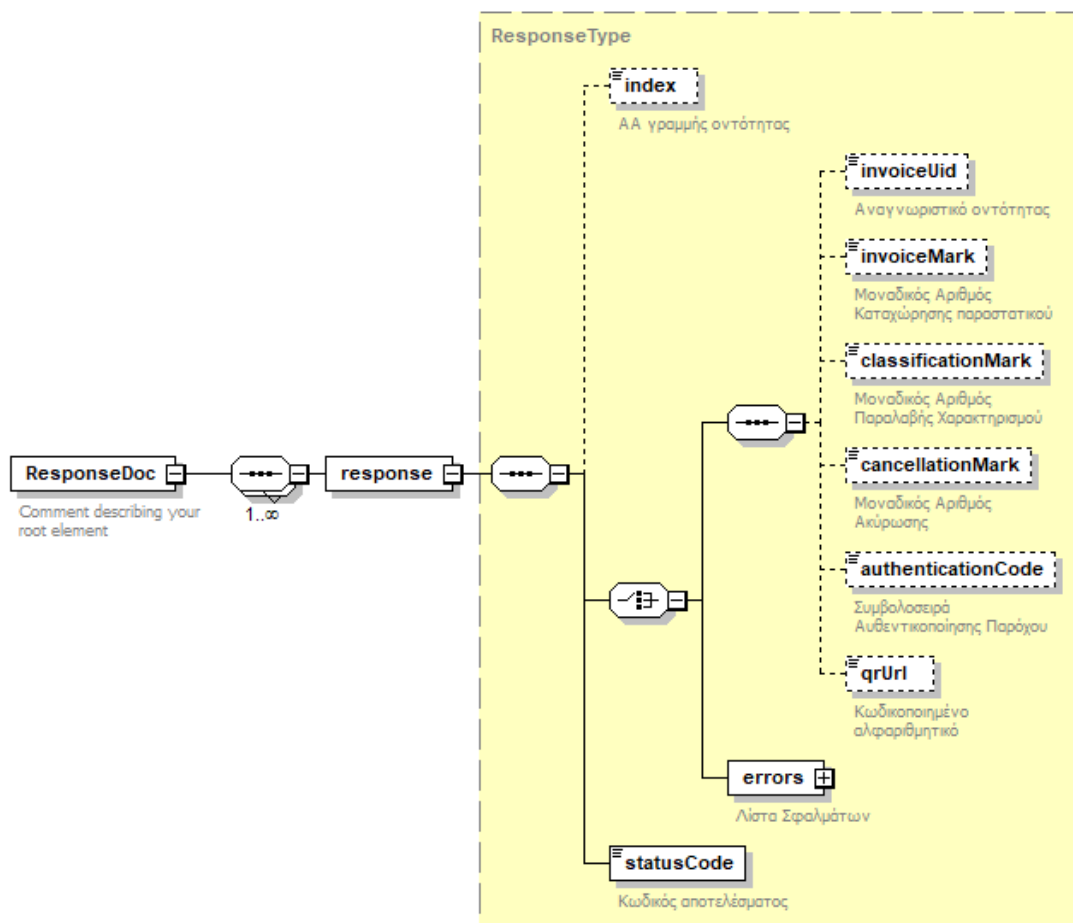 ResponseType
index
ΑΑ γραμμής οντότητας
invoiceUid
Αναγνωριστικό οντότητας
invoiceMark
Μοναδικός Αριθμός
Καταχώρησης παραστατικού
classificationMark
Μοναδικός Αριθμός
Παραλαβής Χαρακτηρισμού
ResponseDoc
Comment describing your
root element
1..∞
response
cancellationMark
Μοναδικός Αριθμός
Ακύρωσης
authenticationCode
Συμβολοσειρά
Αυθεντικοποίησης Παρόχου
qrUrl
Κωδικοποιημένο
αλφαριθμητικό
errors
Λίστα Σφαλμάτων
statusCode
Κωδικός αποτελέσματος